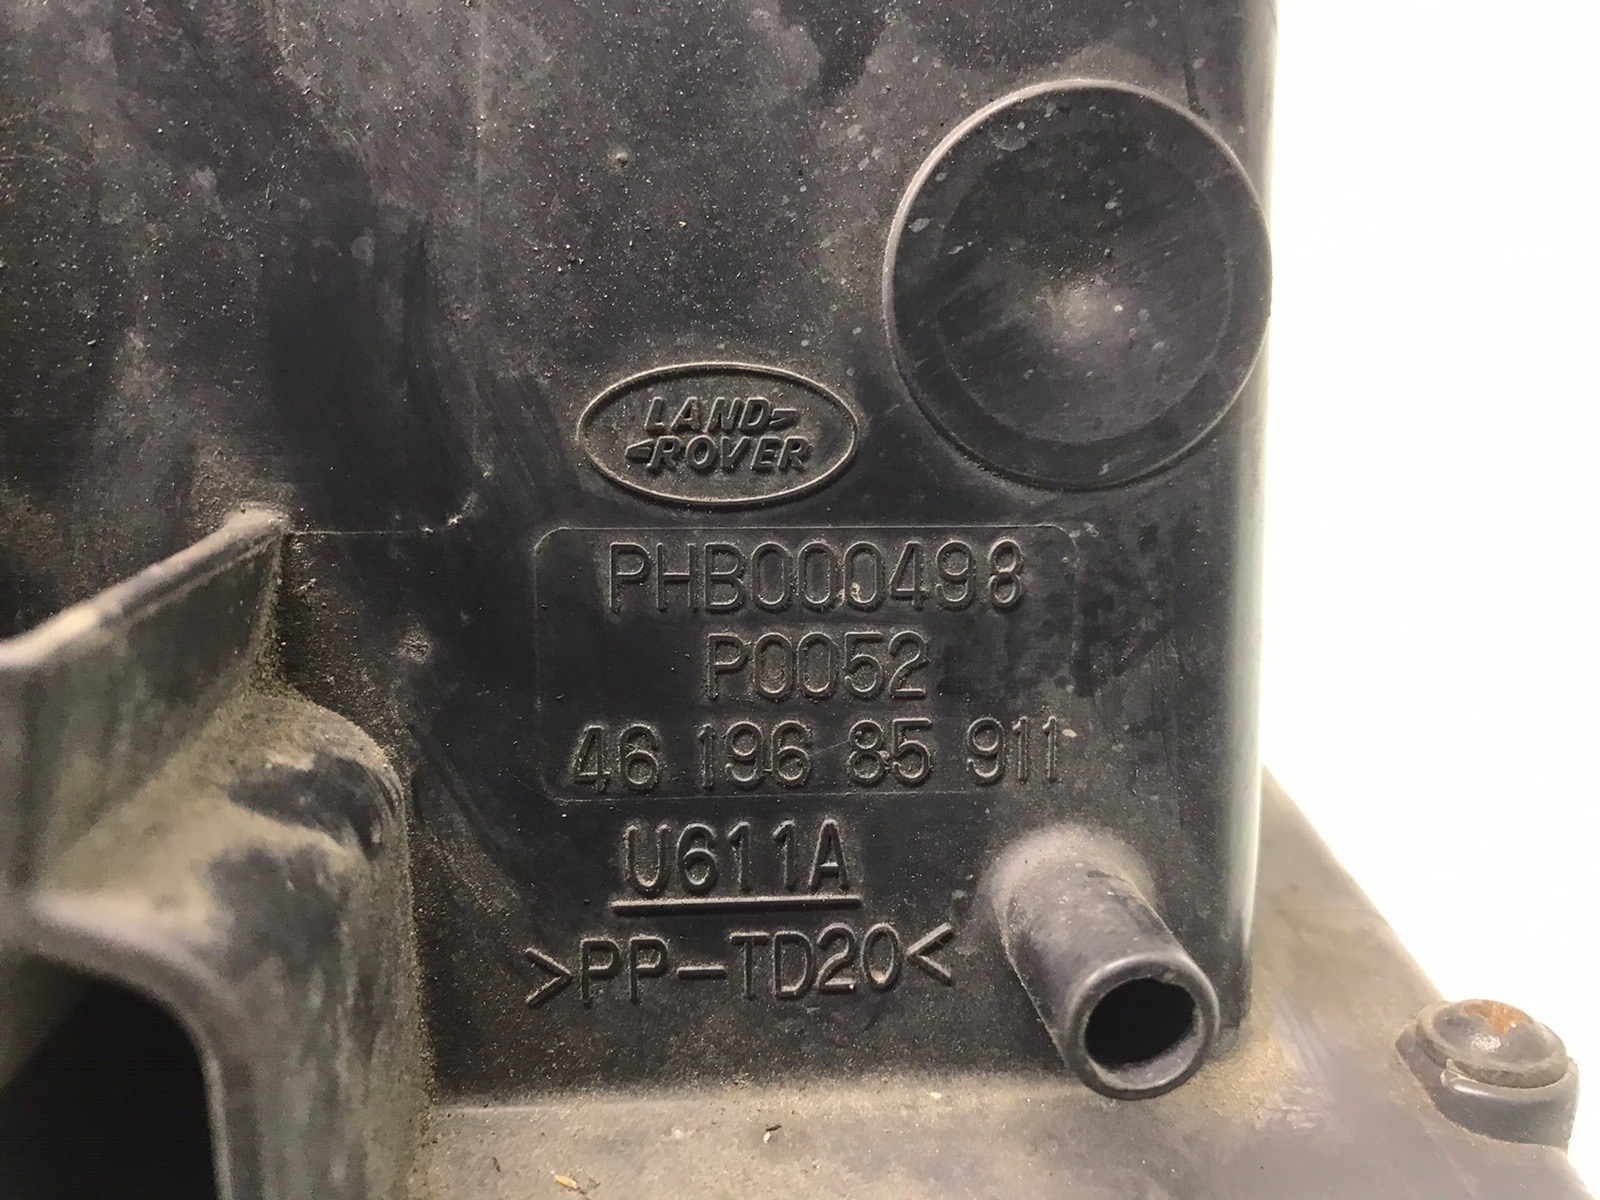 LAND
ROVER
PHB000498
P0052
46 196 85 911
U611A
>PP-TD20<